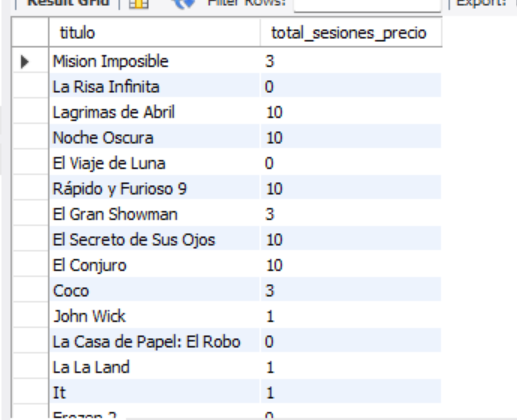 Result Grid Filter Rows: Export:
titulo total_sesiones_precio
Mision Imposible 3
La Risa Infinita 0
Lagrimas de Abril 10
Noche Oscura 10
El Viaje de Luna 0
Rápido y Furioso 9 10
El Gran Showman 3
El Secreto de Sus Ojos 10
El Conjuro 10
Coco 3
John Wick 1
La Casa de Papel: El Robo 0
La La Land 1
It 1
Frozen 2 0